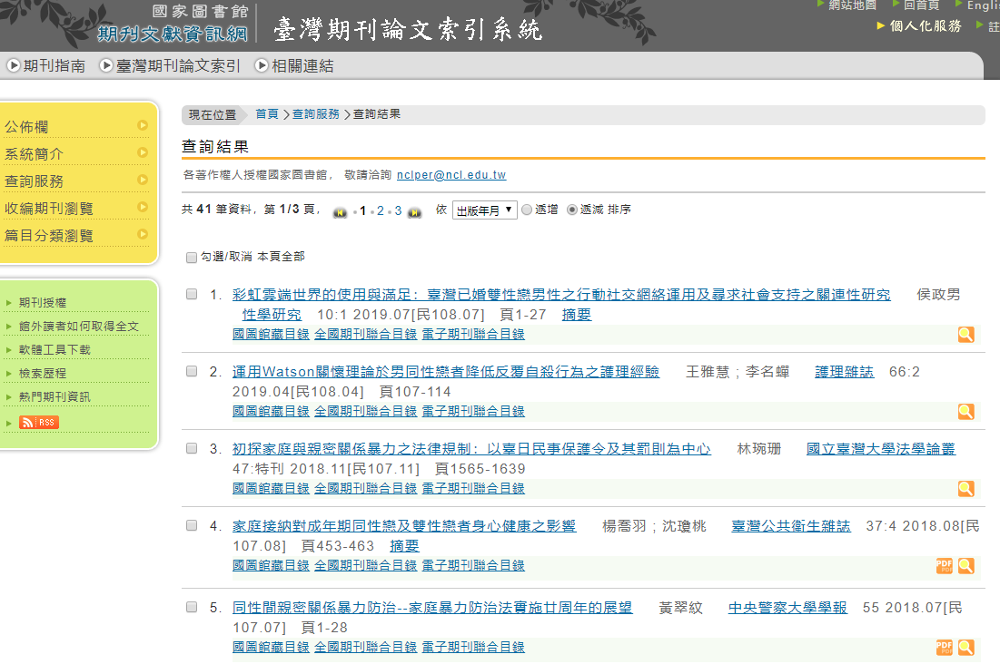 國家圖書館
期刊文獻資訊網
臺灣期刊論文索引系統
網站地圖 回首頁 Engli
個人化服務 註
期刊指南 臺灣期刊論文索引 相關連結
公佈欄
系統簡介
查詢服務
收編期刊瀏覽
篇目分類瀏覽
期刊授權
館外讀者如何取得全文
軟體工具下載
檢索歷程
熱門期刊資訊
RSS
現在位置 首頁 查詢服務 查詢結果
查詢結果
各著作權人授權國家圖書館， 敬請洽詢 nclper@ncl.edu.tw
共 41 筆資料，第 1/3 頁， 1 2 3 依 出版年月 遞增 遞減 排序
勾選/取消 本頁全部
1. 彩虹雲端世界的使用與滿足：臺灣已婚雙性戀男性之行動社交網絡運用及尋求社會支持之關連性研究 侯政男
性學研究 10:1 2019.07[民108.07] 頁1-27 摘要
國圖館藏目錄 全國期刊聯合目錄 電子期刊聯合目錄
2. 運用Watson關懷理論於男同性戀者降低反覆自殺行為之護理經驗 王雅慧 ; 李名蟬 護理雜誌 66:2
2019.04[民108.04] 頁107-114
國圖館藏目錄 全國期刊聯合目錄 電子期刊聯合目錄
3. 初探家庭與親密關係暴力之法律規制：以臺日民事保護令及其罰則為中心 林琬珊 國立臺灣大學法學論叢
47:特刊 2018.11[民107.11] 頁1565-1639
國圖館藏目錄 全國期刊聯合目錄 電子期刊聯合目錄
4. 家庭接納對成年期同性戀及雙性戀者身心健康之影響 楊喬羽 ; 沈瓊桃 臺灣公共衛生雜誌 37:4 2018.08[民
107.08] 頁453-463 摘要
國圖館藏目錄 全國期刊聯合目錄 電子期刊聯合目錄
PDF
5. 同性間親密關係暴力防治--家庭暴力防治法實施廿周年的展望 黃翠紋 中央警察大學學報 55 2018.07[民
107.07] 頁1-28
國圖館藏目錄 全國期刊聯合目錄 電子期刊聯合目錄
PDF